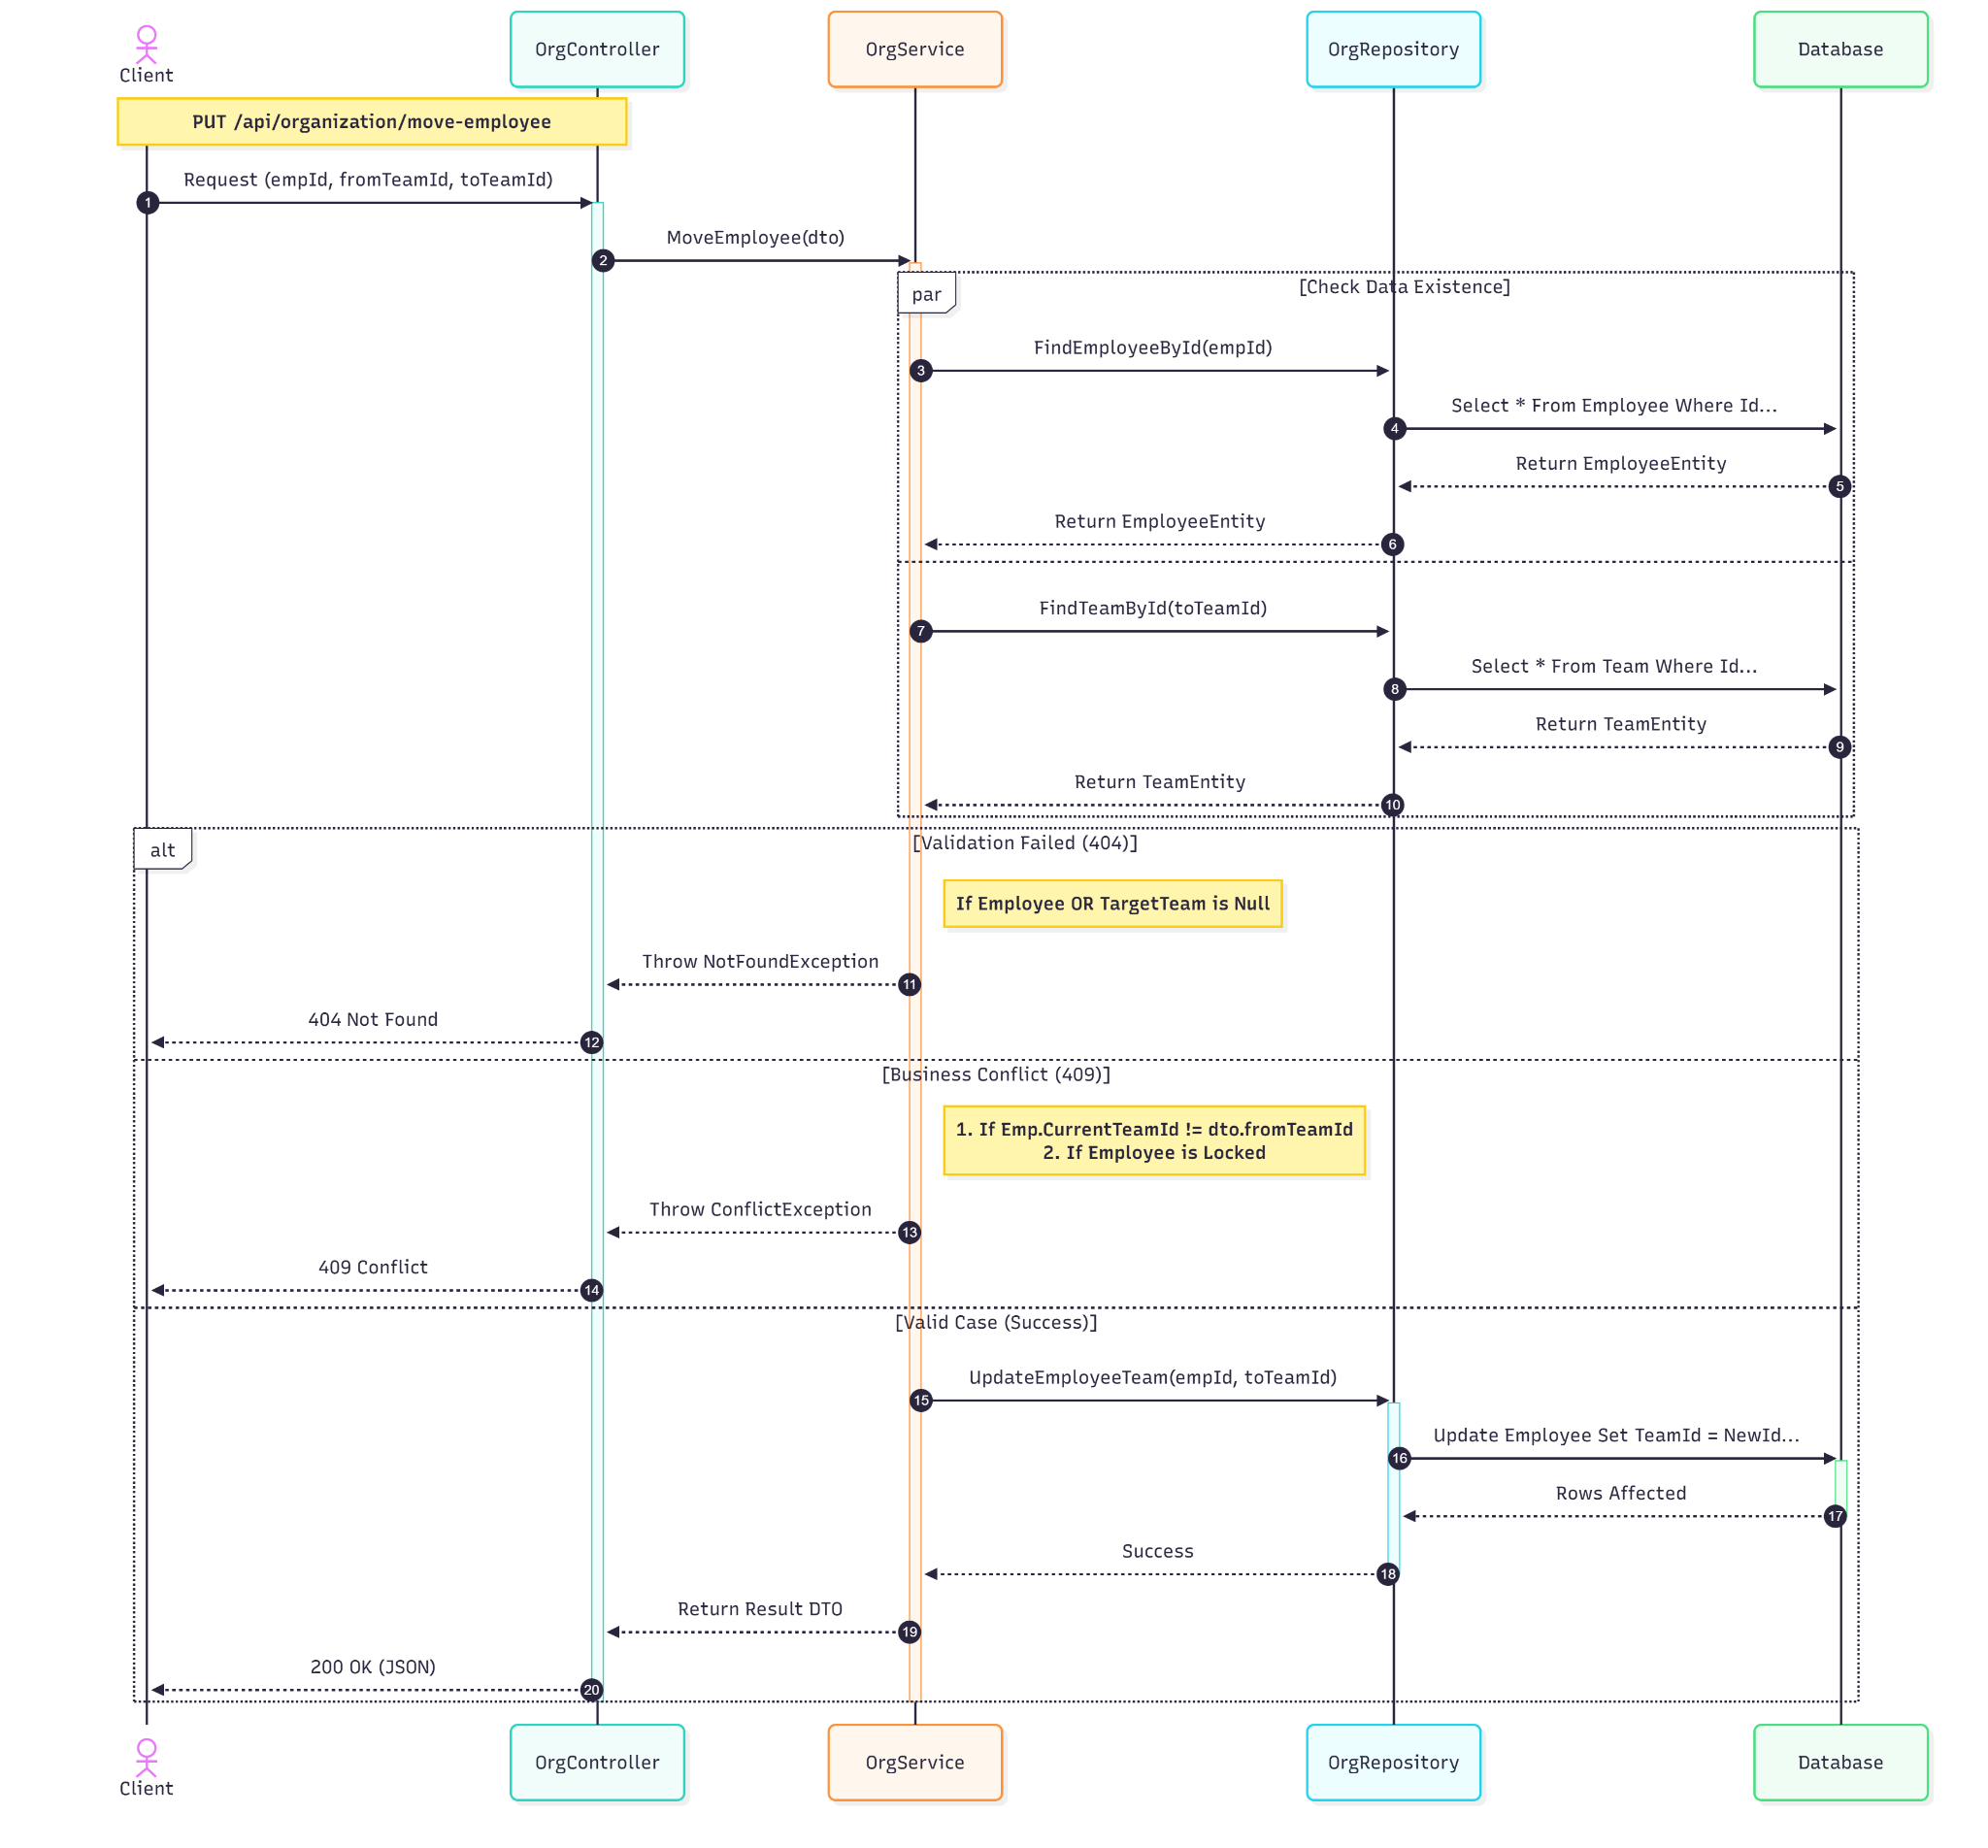 Client
OrgController
OrgService
OrgRepository
Database
PUT /api/organization/move-employee
Request (empId, fromTeamId, toTeamId)
1
MoveEmployee(dto)
2
par
[Check Data Existence]
FindEmployeeById(empId)
3
Select * From Employee Where Id...
4
Return EmployeeEntity
5
Return EmployeeEntity
6
FindTeamById(toTeamId)
7
Select * From Team Where Id...
8
Return TeamEntity
9
Return TeamEntity
10
alt
[Validation Failed (404)]
If Employee OR TargetTeam is Null
Throw NotFoundException
11
404 Not Found
12
[Business Conflict (409)]
1. If Emp.CurrentTeamId != dto.fromTeamId
2. If Employee is Locked
Throw ConflictException
13
409 Conflict
14
[Valid Case (Success)]
UpdateEmployeeTeam(empId, toTeamId)
15
Update Employee Set TeamId = NewId...
16
Rows Affected
17
Success
18
Return Result DTO
19
200 OK (JSON)
20
Client
OrgController
OrgService
OrgRepository
Database